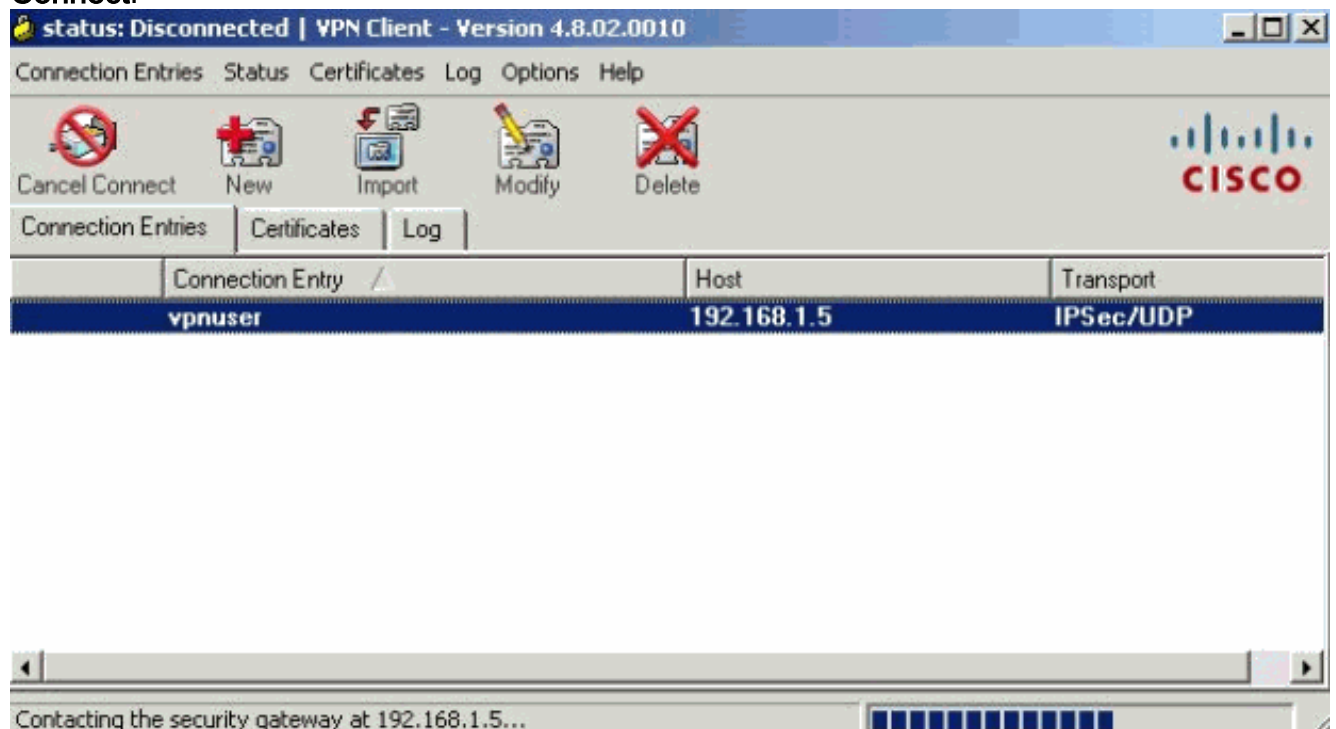 Connect.
status: Disconnected | VPN Client - Version 4.8.02.0010
Connection Entries Status Certificates Log Options Help
Cancel Connect New Import Modify Delete
CISCO
Connection Entries Certificates Log
Connection Entry Host Transport
vpnuser 192.168.1.5 IPSec/UDP
Contacting the security gateway at 192.168.1.5...